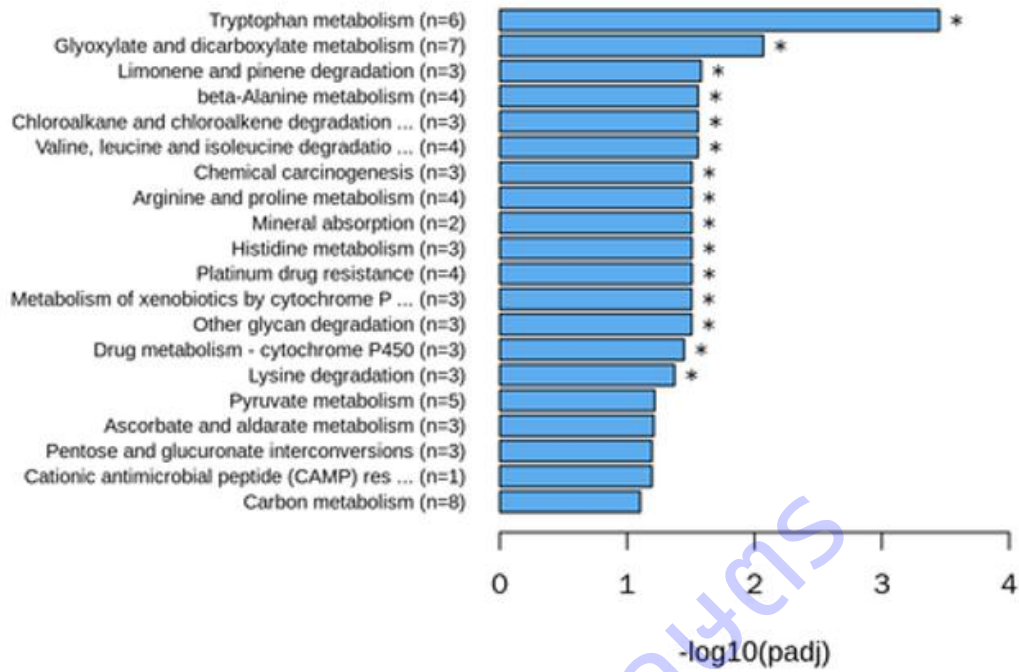 Tryptophan metabolism (n=6)
Glyoxylate and dicarboxylate metabolism (n=7)
Limonene and pinene degradation (n=3)
beta-Alanine metabolism (n=4)
Chloroalkane and chloroalkene degradation ... (n=3)
Valine, leucine and isoleucine degradatio ... (n=4)
Chemical carcinogenesis (n=3)
Arginine and proline metabolism (n=4)
Mineral absorption (n=2)
Histidine metabolism (n=3)
Platinum drug resistance (n=4)
Metabolism of xenobiotics by cytochrome P ... (n=3)
Other glycan degradation (n=3)
Drug metabolism - cytochrome P450 (n=3)
Lysine degradation (n=3)
Pyruvate metabolism (n=5)
Ascorbate and aldarate metabolism (n=3)
Pentose and glucuronate interconversions (n=3)
Cationic antimicrobial peptide (CAMP) res ... (n=1)
Carbon metabolism (n=8)
0 1 2 3 4
-log10(padj)